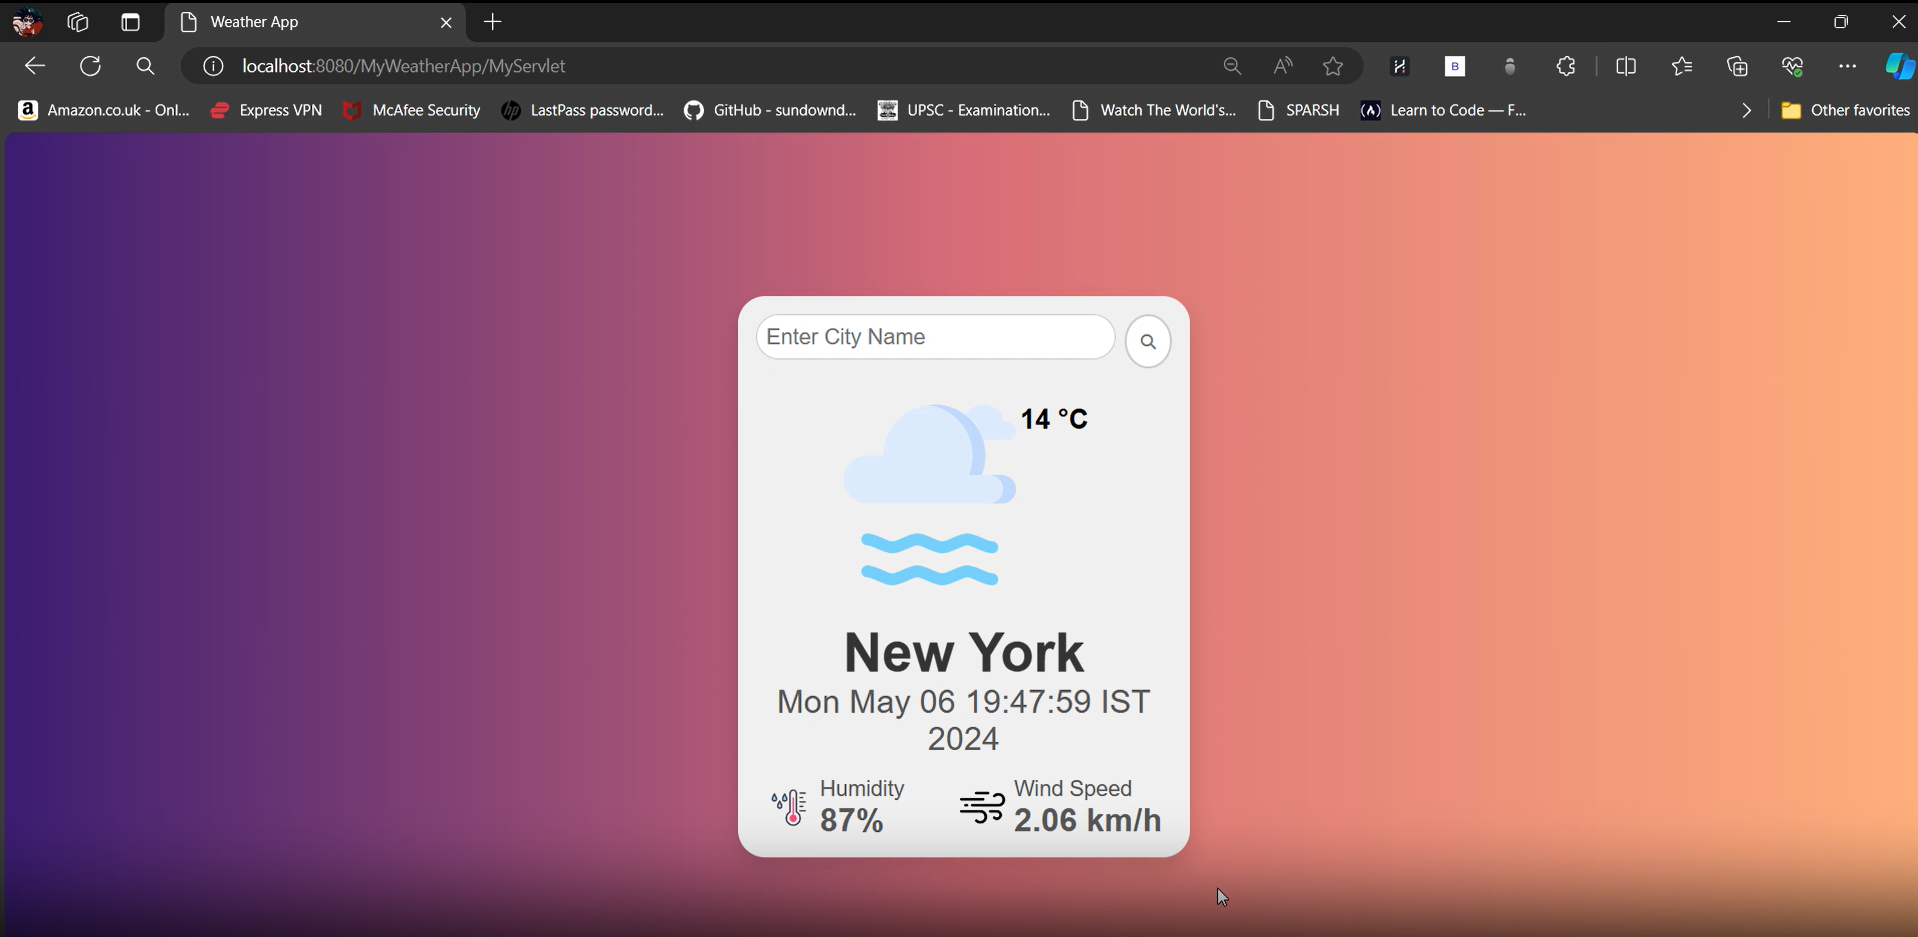 Weather App
localhost:8080/MyWeatherApp/MyServlet
Amazon.co.uk - Onl... Express VPN McAfee Security LastPass password... GitHub - sundownd... UPSC - Examination... Watch The World's... SPARSH Learn to Code — F... Other favorites
Enter City Name
14 °C
New York
Mon May 06 19:47:59 IST
2024
Humidity
87%
Wind Speed
2.06 km/h